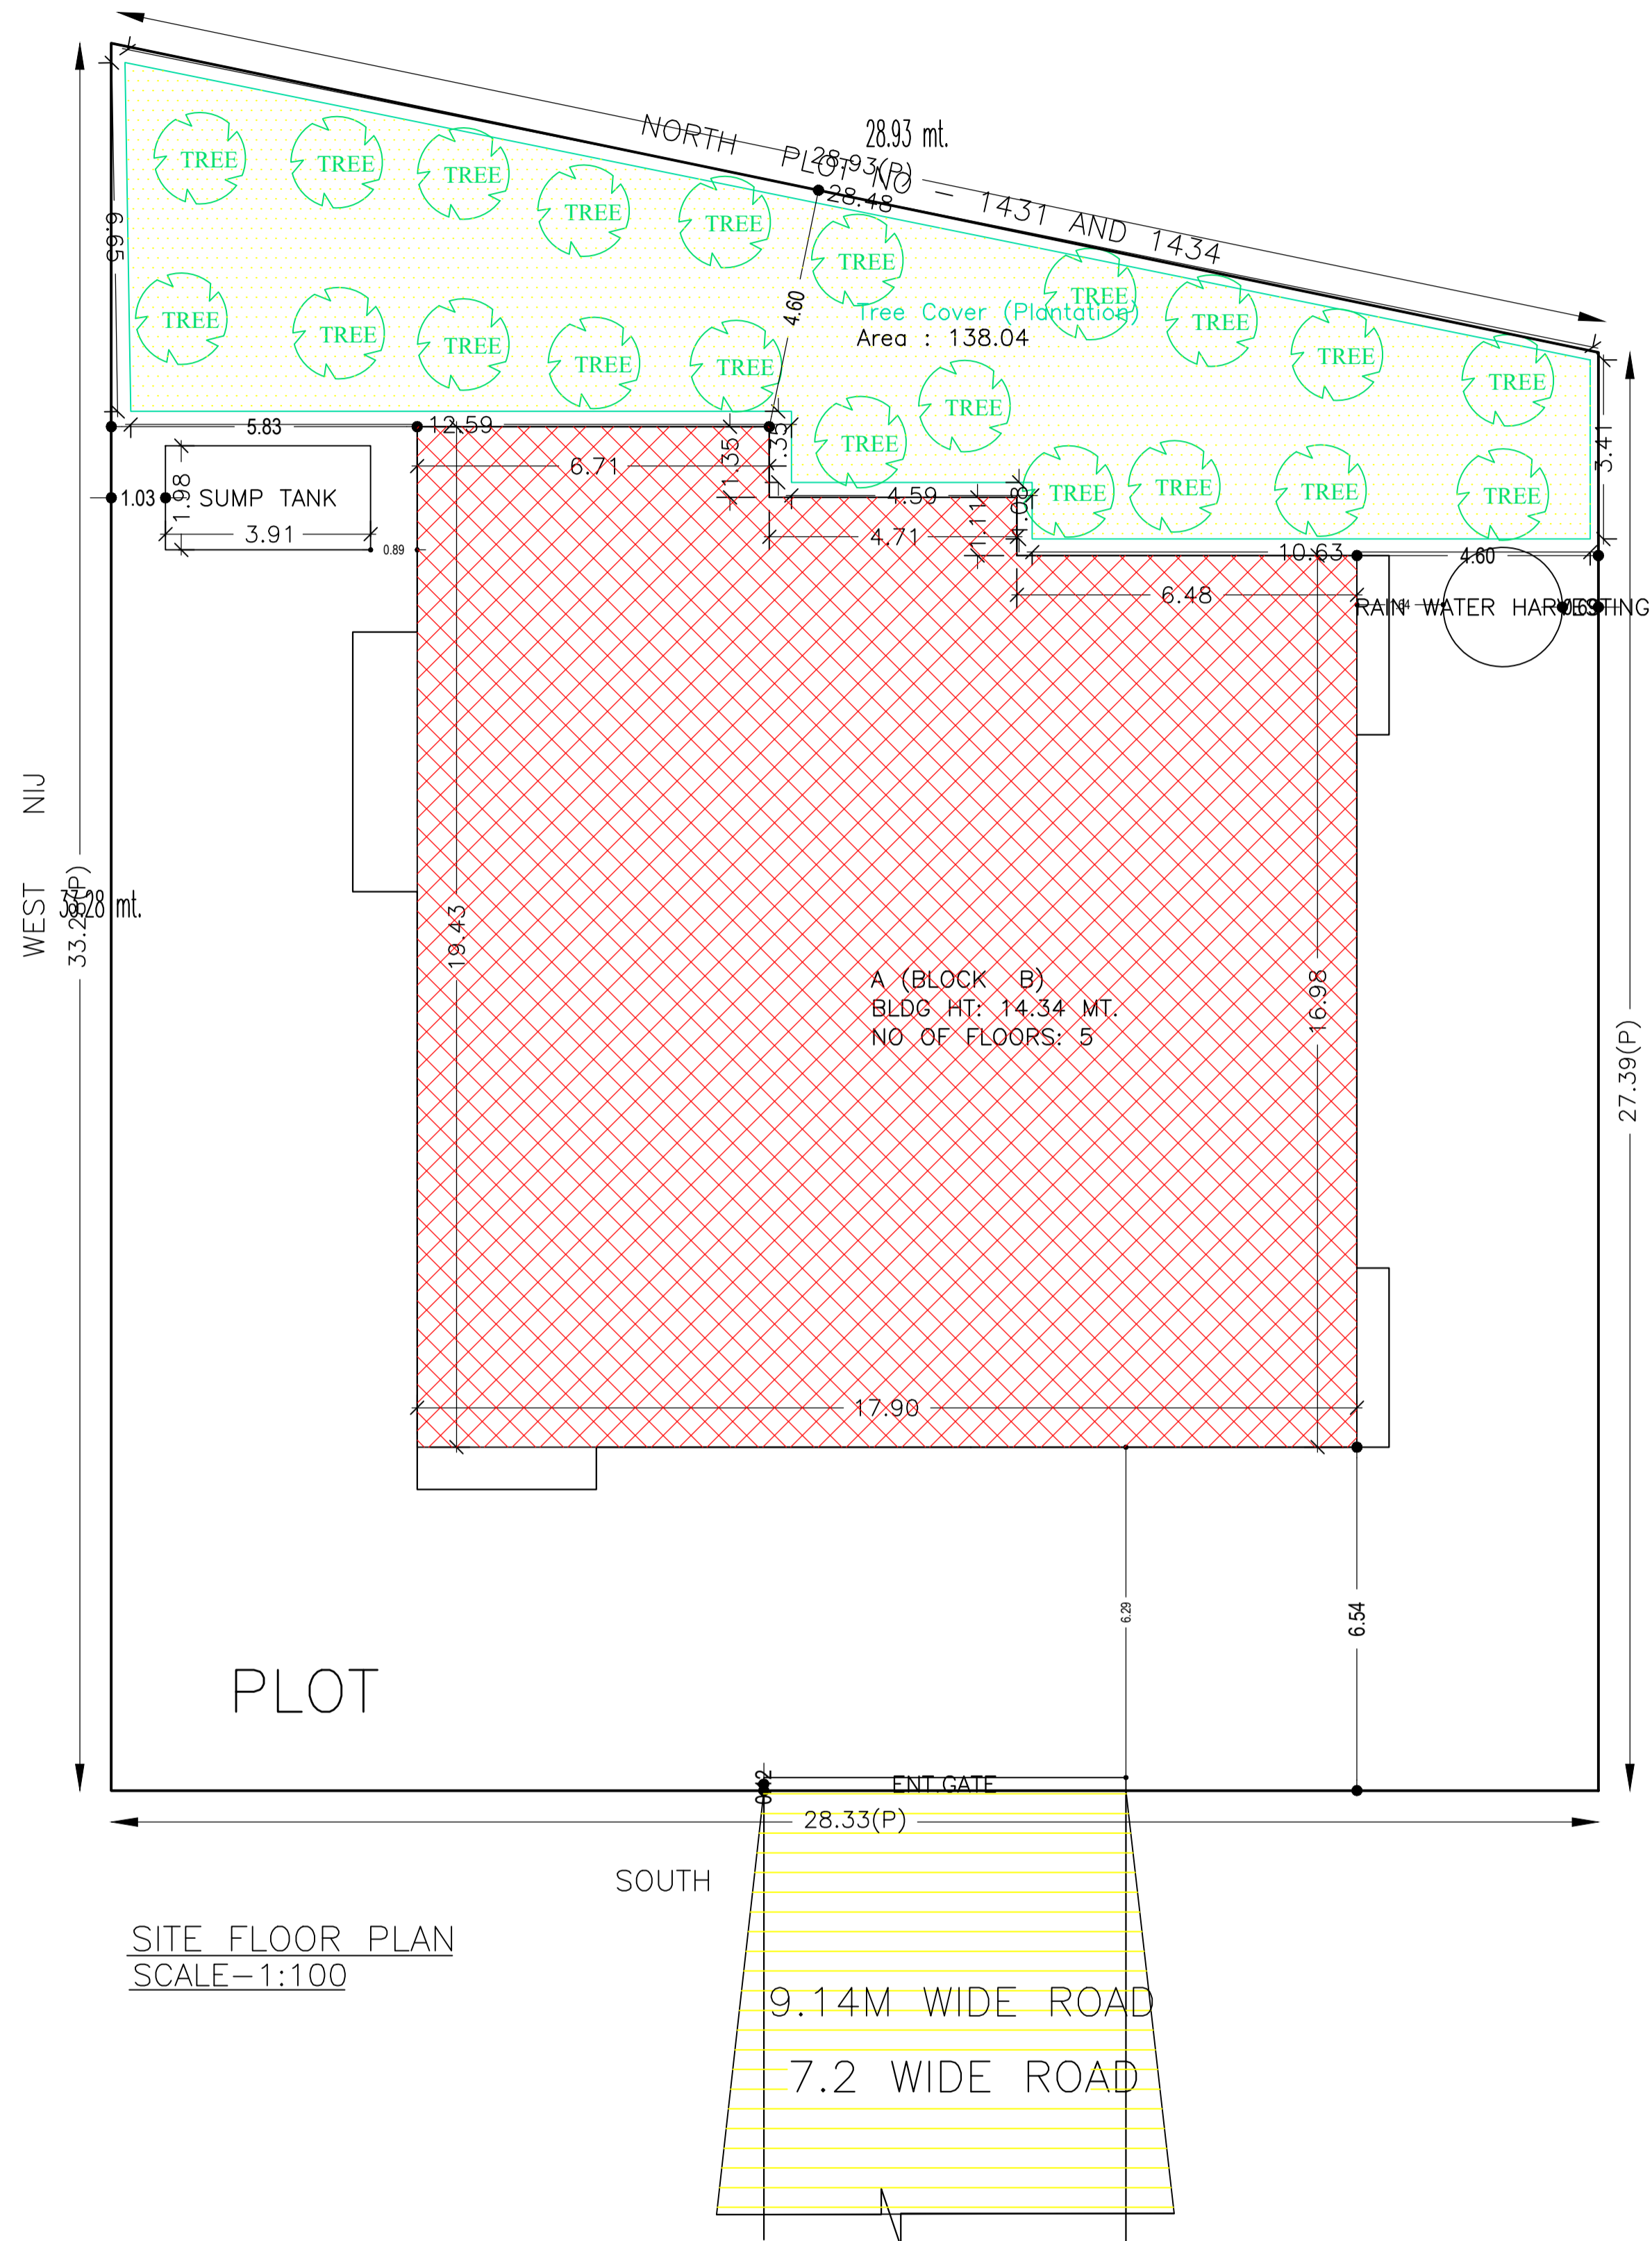 28.93 mt.
28.93(P)
NORTH PLOT NO - 1431 AND 1434
28.48
TREE
TREE
TREE
TREE
TREE
TREE
TREE
TREE
TREE
TREE
6.65
4.60
Tree Cover (Plantation)
Area : 138.04
TREE
TREE
TREE
TREE
TREE
TREE
TREE
TREE
TREE
TREE
TREE
3.41
5.83
12.59
6.71
1.35
1.35
1.03
1.98
SUMP TANK
3.91
0.89
4.59
4.71
1.11
1.08
10.63
4.60
6.48
RAIN WATER HARVESTING
WEST NIJ
33.28 mt.
33.28(P)
19.43
A (BLOCK B)
BLDG HT: 14.34 MT.
NO OF FLOORS: 5
16.98
27.39(P)
17.90
6.29
6.54
PLOT
ENT.GATE
28.33(P)
SOUTH
SITE FLOOR PLAN
SCALE-1:100
9.14M WIDE ROAD
7.2 WIDE ROAD